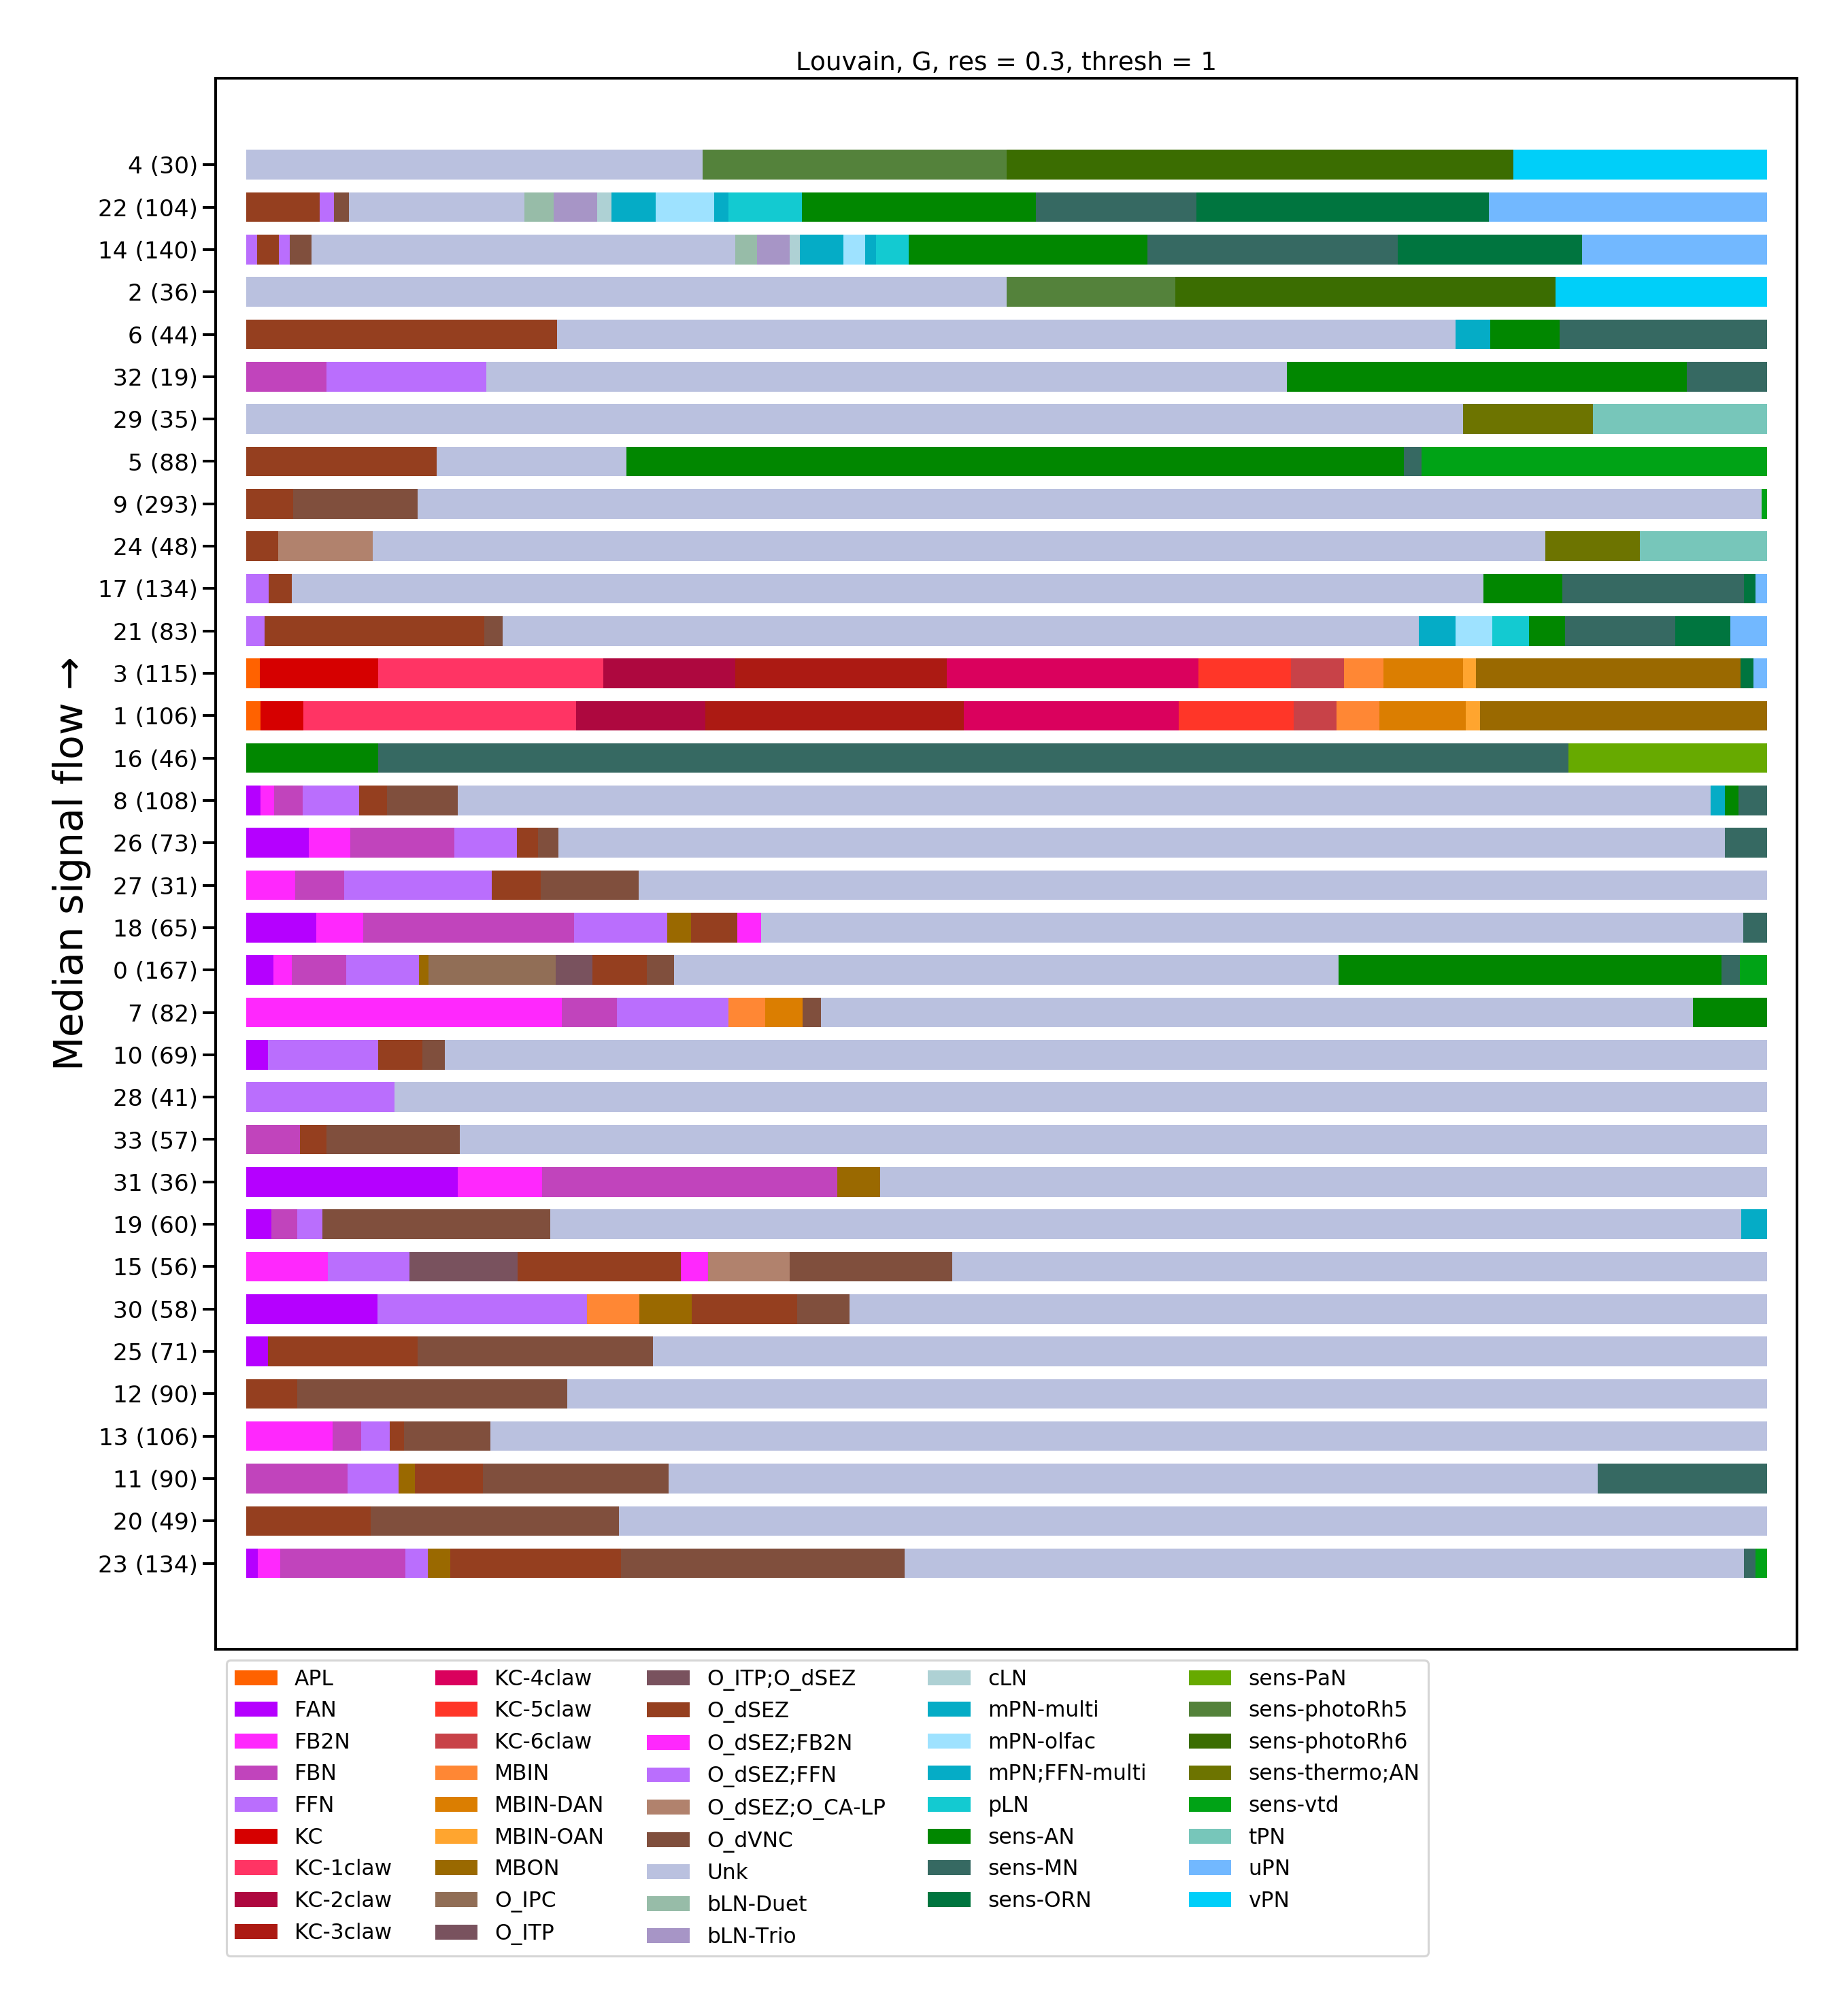 Louvain, G, res = 0.3, thresh = 1
Median signal flow →
4 (30)
22 (104)
14 (140)
2 (36)
6 (44)
32 (19)
29 (35)
5 (88)
9 (293)
24 (48)
17 (134)
21 (83)
3 (115)
1 (106)
16 (46)
8 (108)
26 (73)
27 (31)
18 (65)
0 (167)
7 (82)
10 (69)
28 (41)
33 (57)
31 (36)
19 (60)
15 (56)
30 (58)
25 (71)
12 (90)
13 (106)
11 (90)
20 (49)
23 (134)
APL
FAN
FB2N
FBN
FFN
KC
KC-1claw
KC-2claw
KC-3claw
KC-4claw
KC-5claw
KC-6claw
MBIN
MBIN-DAN
MBIN-OAN
MBON
O_IPC
O_ITP
O_ITP;O_dSEZ
O_dSEZ
O_dSEZ;FB2N
O_dSEZ;FFN
O_dSEZ;O_CA-LP
O_dVNC
Unk
bLN-Duet
bLN-Trio
cLN
mPN-multi
mPN-olfac
mPN;FFN-multi
pLN
sens-AN
sens-MN
sens-ORN
sens-PaN
sens-photoRh5
sens-photoRh6
sens-thermo;AN
sens-vtd
tPN
uPN
vPN